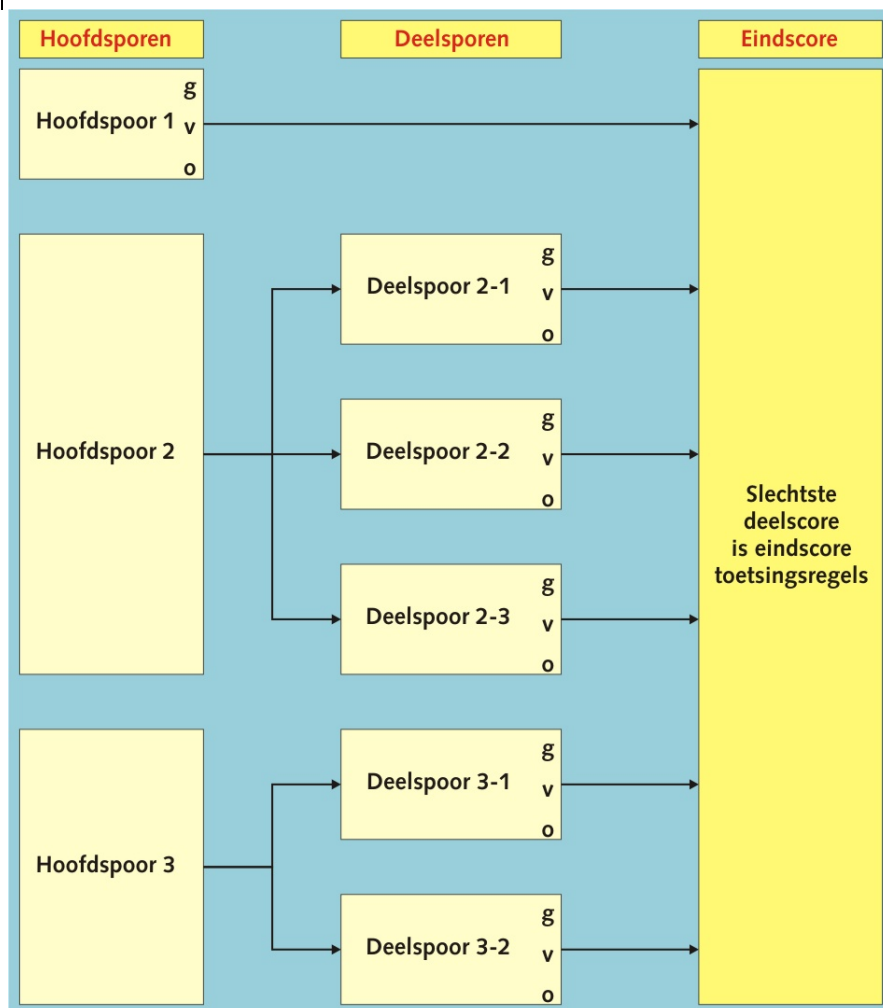 Hoofdsporen
Deelsporen
Eindscore
g
Hoofdspoor 1 v
o
g
Deelspoor 2-1
v
o
Hoofdspoor 2
g
Deelspoor 2-2
v
o
g
Deelspoor 2-3
v
o
Hoofdspoor 3
g
Deelspoor 3-1
v
o
g
Deelspoor 3-2
v
o
Slechtste
deelscore
is eindscore
toetsingsregels